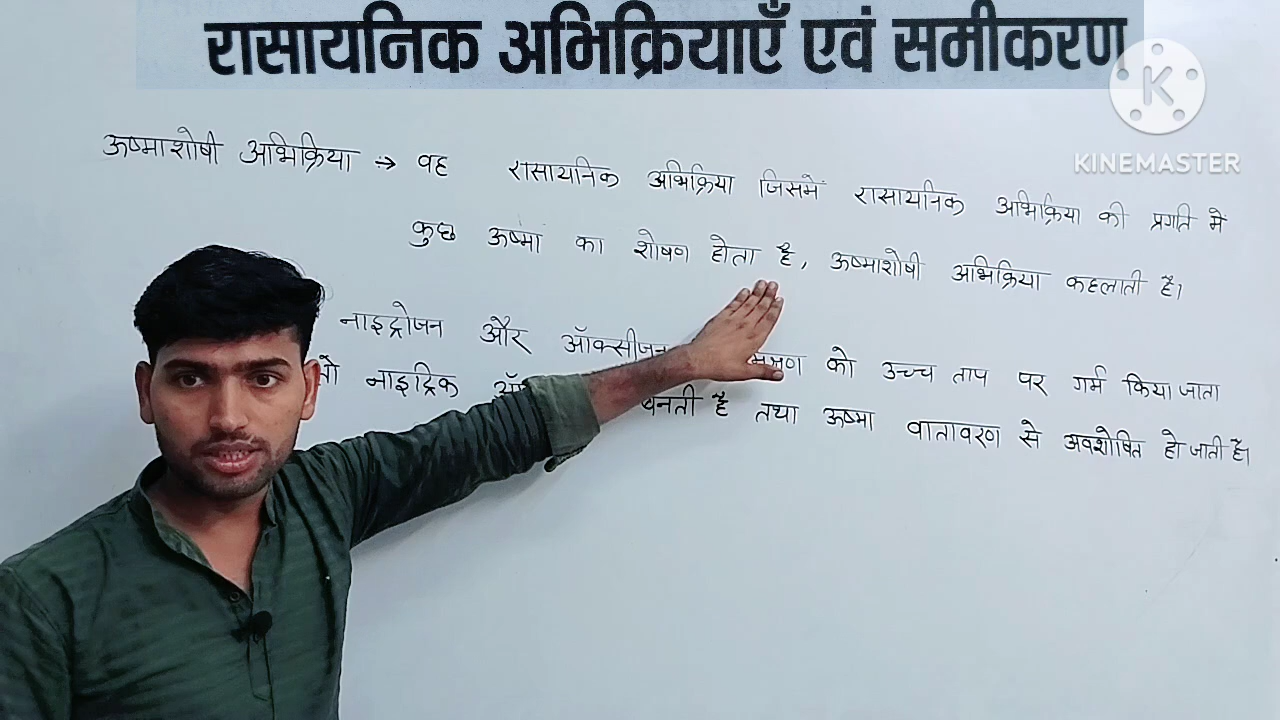 रासायनिक अभिक्रियाएँ एवं समीकरण
KINEMASTER
ऊष्माशोषी अभिक्रिया → वह रासायनिक अभिक्रिया जिसमें रासायनिक अभिक्रिया की प्रगति में
कुछ ऊष्मा का शोषण होता है, ऊष्माशोषी अभिक्रिया कहलाती है।
नाइट्रोजन और ऑक्सीजन को उच्च ताप पर गर्म किया जाता
नाइट्रिक बनती है तथा ऊष्मा वातावरण से अवशोषित हो जाती है।